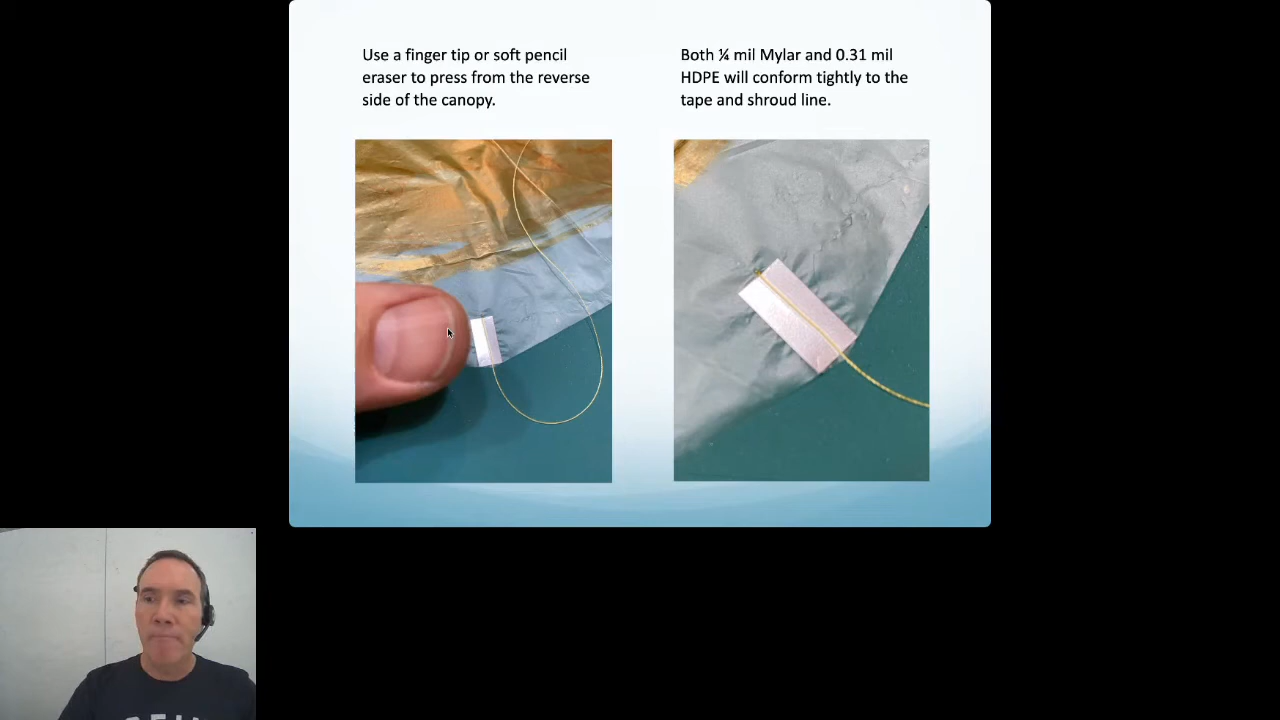 Use a finger tip or soft pencil
eraser to press from the reverse
side of the canopy.
Both ¼ mil Mylar and 0.31 mil
HDPE will conform tightly to the
tape and shroud line.